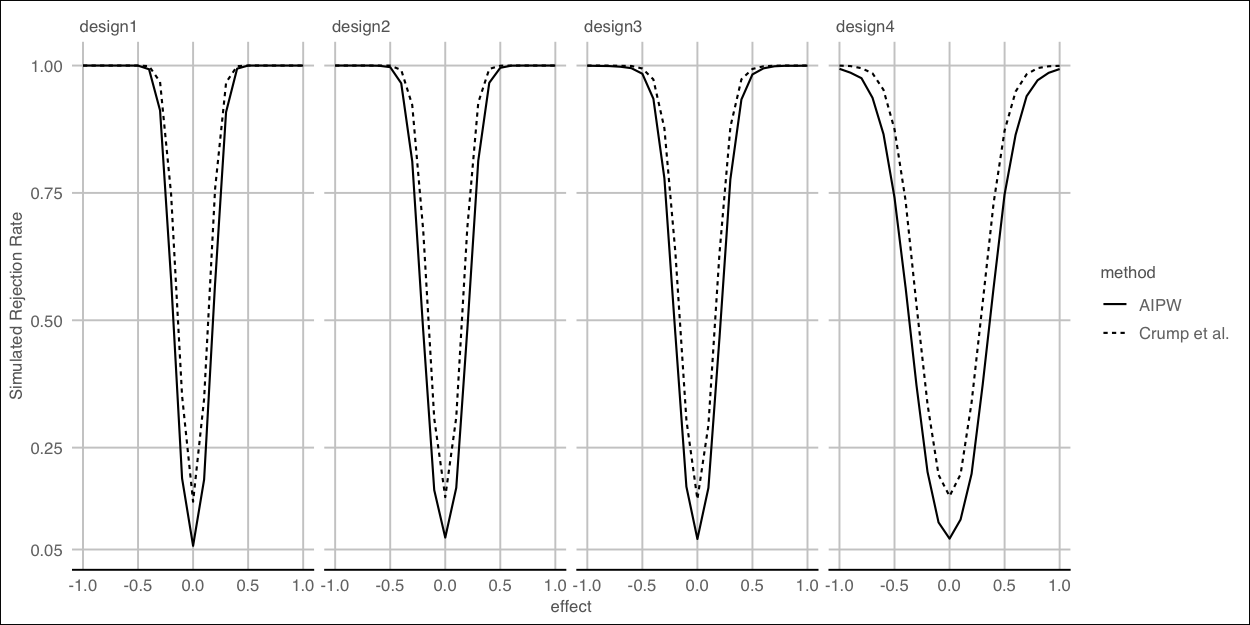 design1 design2 design3 design4
Simulated Rejection Rate
1.00
0.75
0.50
0.25
0.05
-1.0 -0.5 0.0 0.5 1.0 -1.0 -0.5 0.0 0.5 1.0 -1.0 -0.5 0.0 0.5 1.0 -1.0 -0.5 0.0 0.5 1.0
effect
method
AIPW
Crump et al.